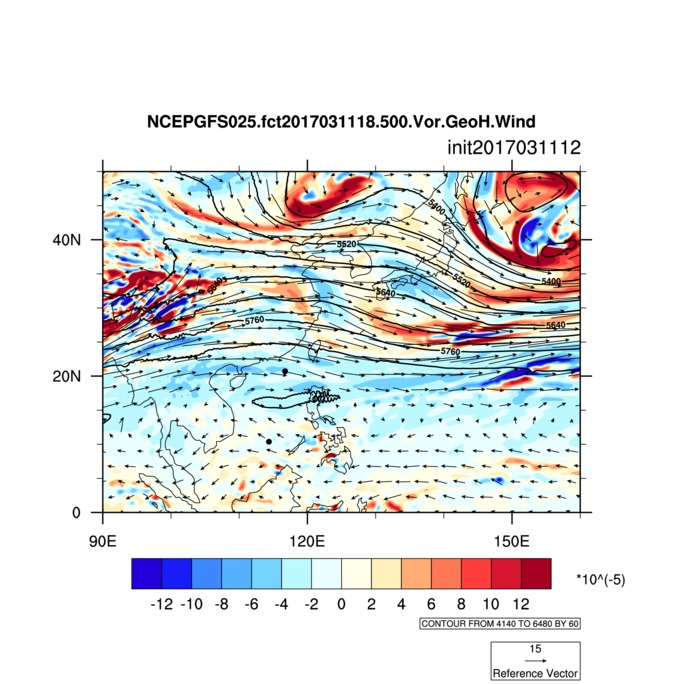 NCEPGFS025.fct2017031118.500.Vor.GeoH.Wind
init2017031112
5400
40N
5520
5520
5400
5640
5640
5640
5760
5760
20N
0
90E 120E 150E
*10^(-5)
-12 -10 -8 -6 -4 -2 0 2 4 6 8 10 12
CONTOUR FROM 4140 TO 6480 BY 60
15
Reference Vector